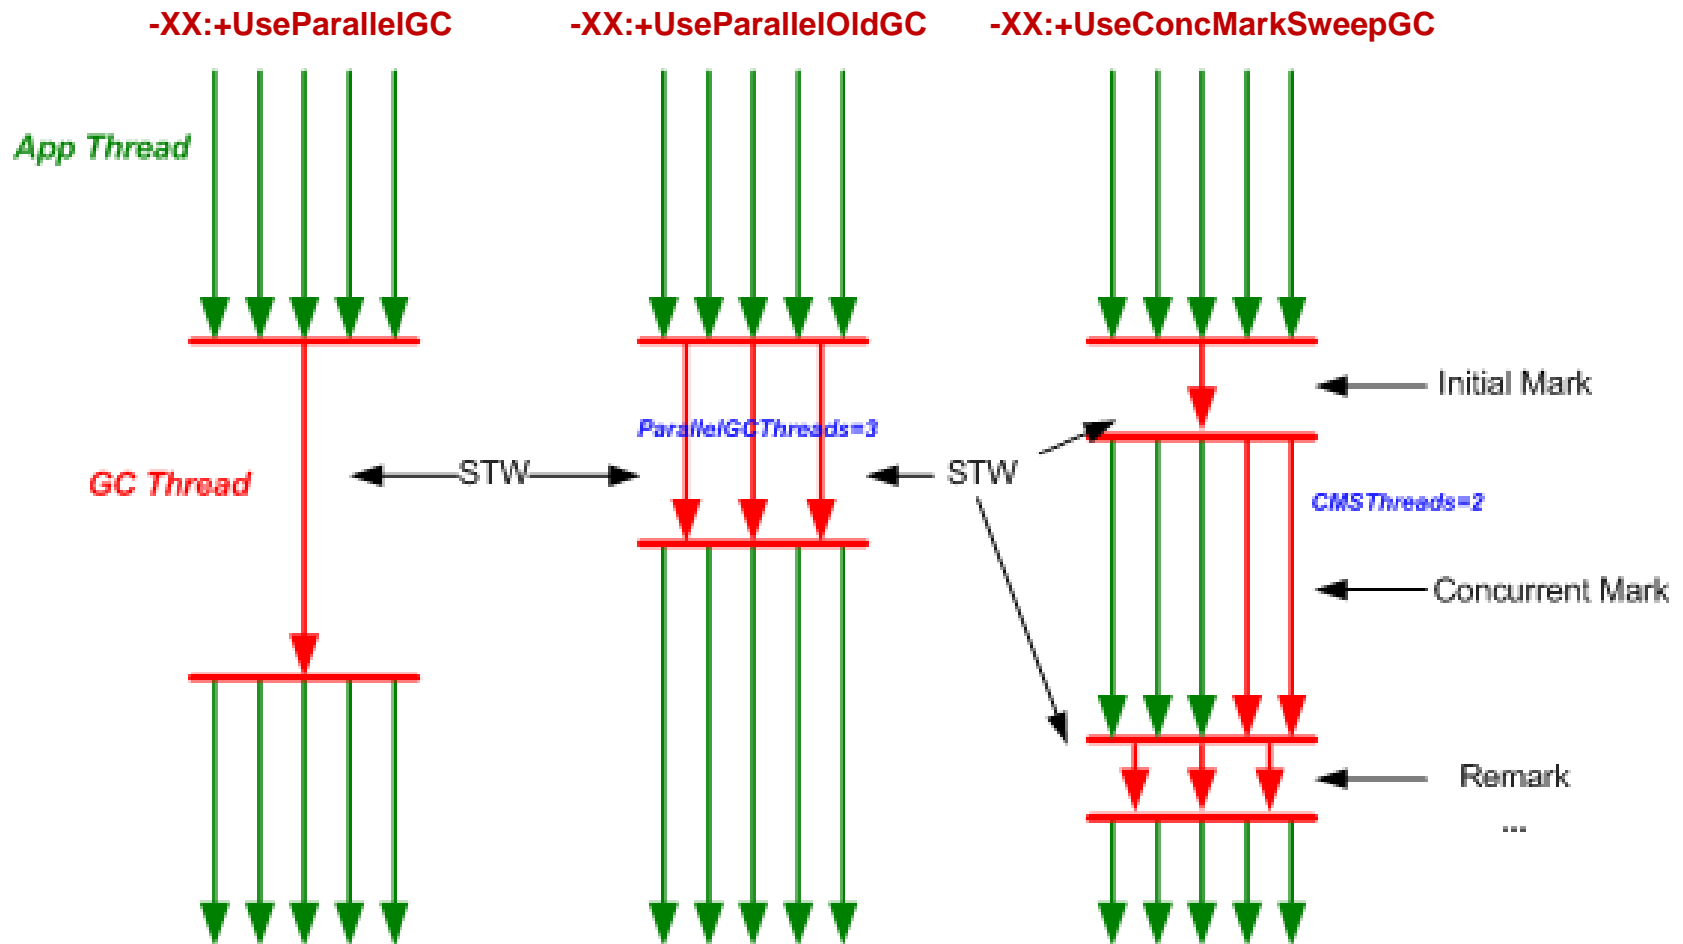 -XX:+UseParallelGC
-XX:+UseParallelOldGC
-XX:+UseConcMarkSweepGC
App Thread
Initial Mark
ParallelGCThreads=3
GC Thread
STW
STW
CMSThreads=2
Concurrent Mark
Remark
...